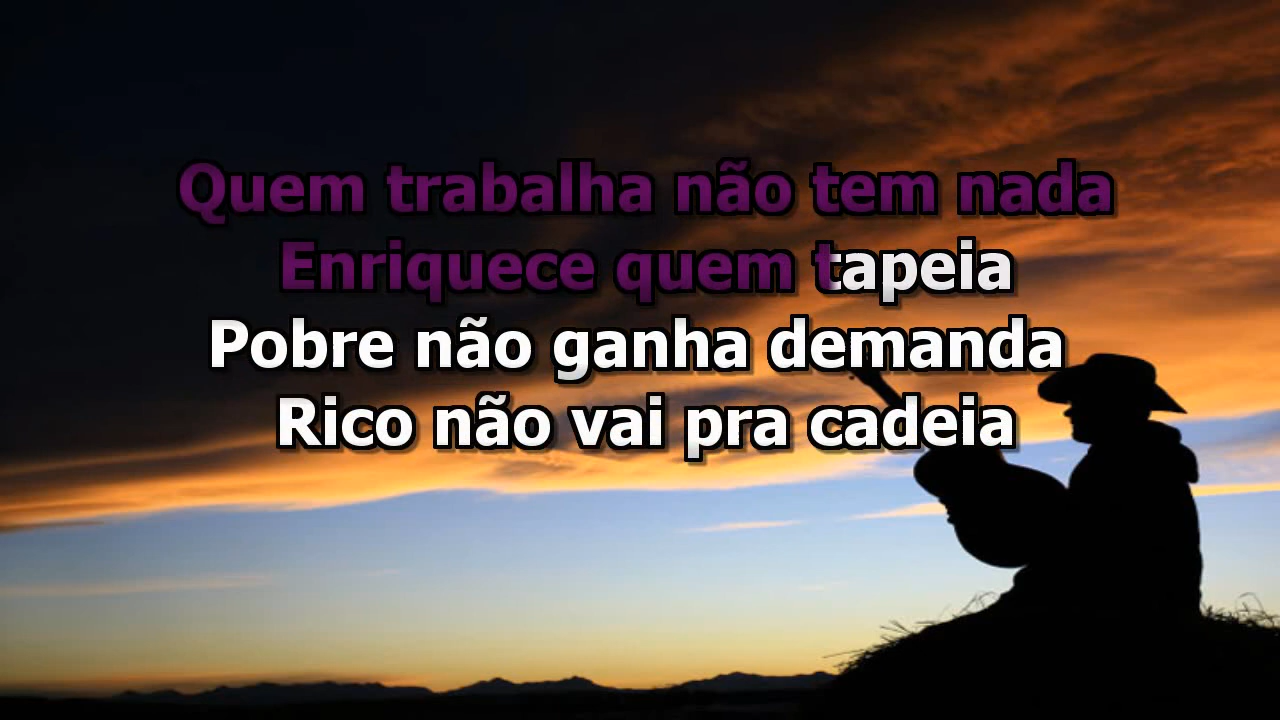 Quem trabalha não tem nada
Enriquece quem tapeia
Pobre não ganha demanda
Rico não vai pra cadeia